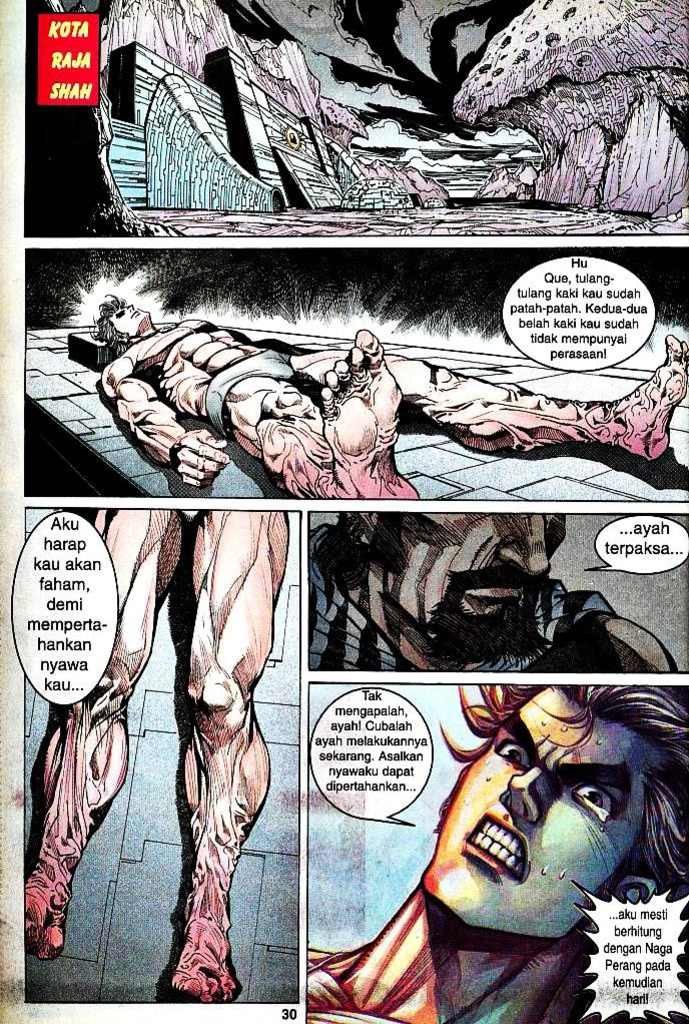 KOTA
RAJA
SHAH
Hu
Que, tulang-
tulang kaki kau sudah
patah-patah. Kedua-dua
belah kaki kau sudah
tidak mempunyai
perasaan!
Aku
harap
kau akan
faham,
demi
memperta-
hankan
nyawa
kau...
...ayah
terpaksa...
Tak
mengapalah,
ayah! Cubalah
ayah melakukannya
sekarang. Asalkan
nyawaku dapat
dipertahankan...
...aku mesti
berhitung
dengan Naga
Perang pada
kemudian
hari!
30